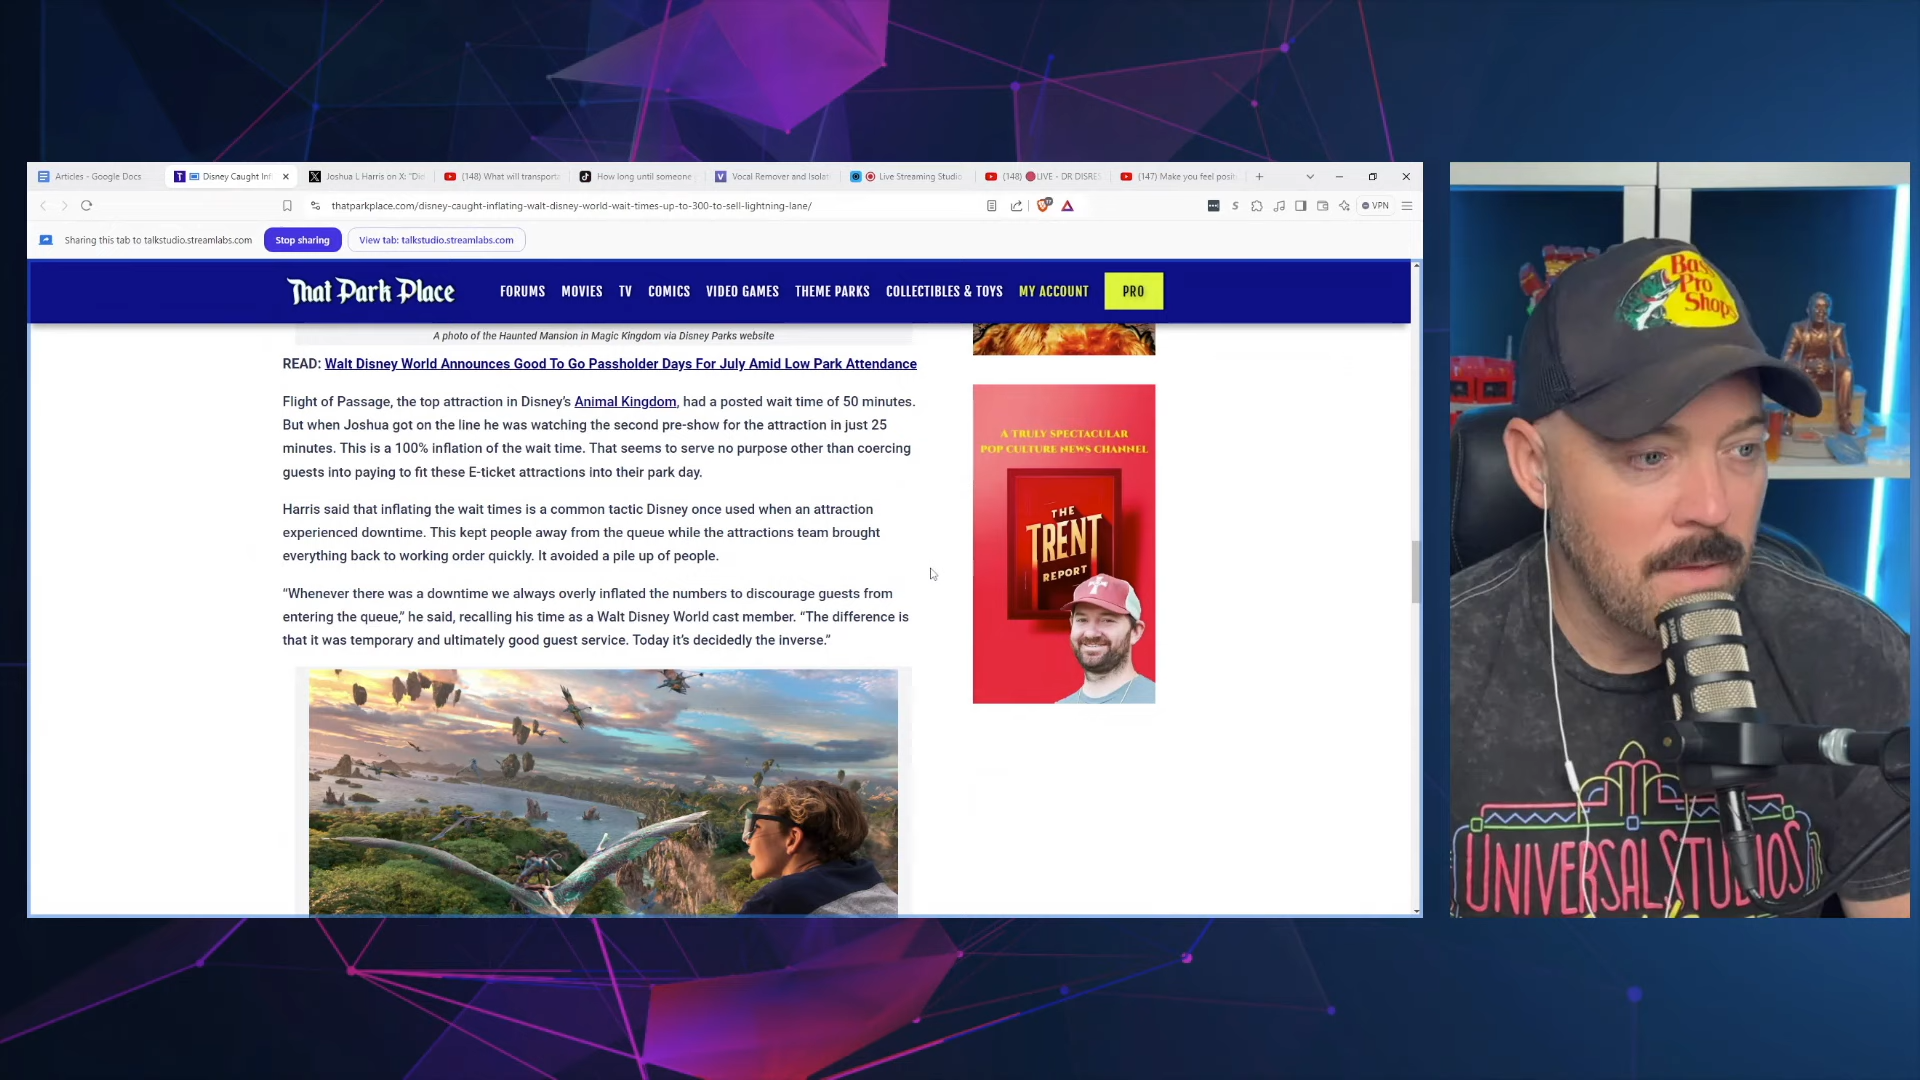 Articles - Google Docs
Disney Caught Inf
Joshua L Harris on X: "Di
(148) What will transport
How long until someone
Vocal Remover and Isolat
Live Streaming Studio
(148) 🔴LIVE - DR DISRES
(147) Make you feel posit
thatparkplace.com/disney-caught-inflating-walt-disney-world-wait-times-up-to-300-to-sell-lightning-lane/
VPN
Sharing this tab to talkstudio.streamlabs.com
Stop sharing
View tab: talkstudio.streamlabs.com
That Park Place
FORUMS
MOVIES
TV
COMICS
VIDEO GAMES
THEME PARKS
COLLECTIBLES & TOYS
MY ACCOUNT
PRO
A photo of the Haunted Mansion in Magic Kingdom via Disney Parks website
READ: Walt Disney World Announces Good To Go Passholder Days For July Amid Low Park Attendance
Flight of Passage, the top attraction in Disney’s Animal Kingdom, had a posted wait time of 50 minutes.
But when Joshua got on the line he was watching the second pre-show for the attraction in just 25
minutes. This is a 100% inflation of the wait time. That seems to serve no purpose other than coercing
guests into paying to fit these E-ticket attractions into their park day.
Harris said that inflating the wait times is a common tactic Disney once used when an attraction
experienced downtime. This kept people away from the queue while the attractions team brought
everything back to working order quickly. It avoided a pile up of people.
“Whenever there was a downtime we always overly inflated the numbers to discourage guests from
entering the queue,” he said, recalling his time as a Walt Disney World cast member. “The difference is
that it was temporary and ultimately good guest service. Today it’s decidedly the inverse.”
A TRULY SPECTACULAR
POP CULTURE NEWS CHANNEL
THE
TRENT
REPORT
Bass
Pro
Shops
UNIVERSAL STUDIOS